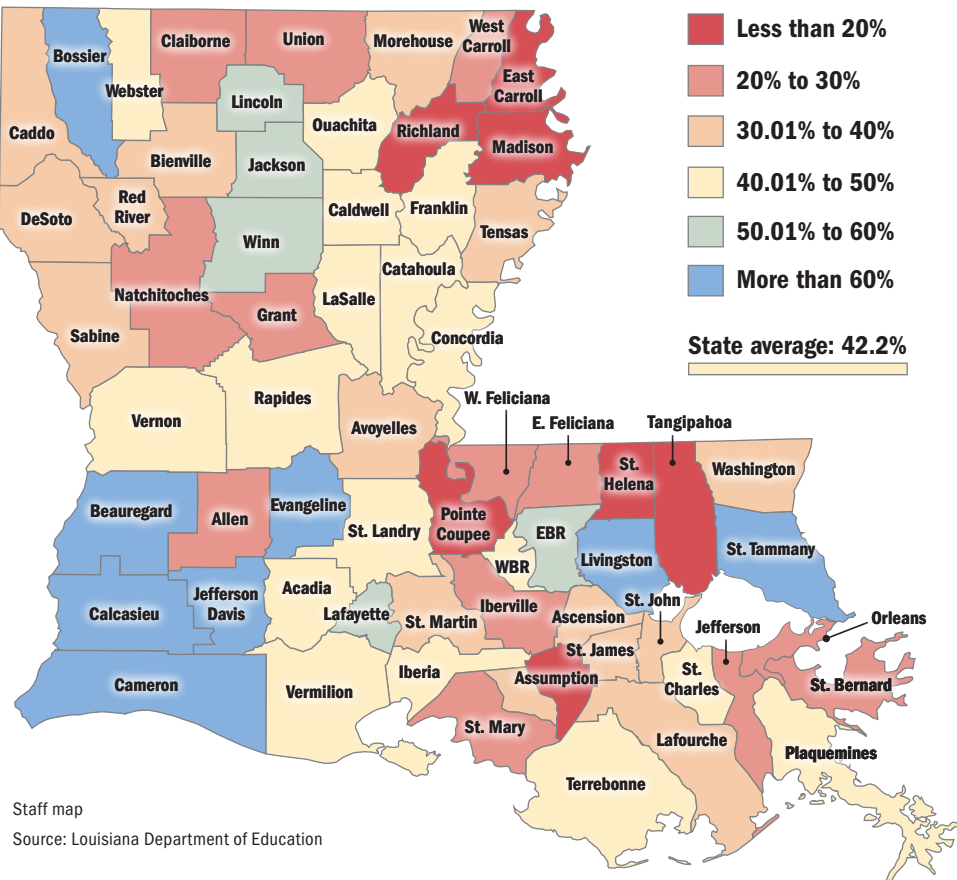 Less than 20%
20% to 30%
30.01% to 40%
40.01% to 50%
50.01% to 60%
More than 60%
State average: 42.2%
Caddo
Bossier
Webster
Claiborne
Union
Morehouse
West
Carroll
East
Carroll
Lincoln
Ouachita
Richland
Madison
Bienville
Jackson
DeSoto
Red
River
Caldwell
Franklin
Tensas
Winn
Catahoula
Natchitoches
Grant
LaSalle
Sabine
Concordia
Vernon
Rapides
Avoyelles
W. Feliciana
E. Feliciana
Tangipahoa
St.
Helena
Washington
Beauregard
Allen
Evangeline
St. Landry
Pointe
Coupee
EBR
WBR
Livingston
St. Tammany
Calcasieu
Jefferson
Davis
Acadia
Lafayette
St. Martin
Iberville
Ascension
St. John
Jefferson
Orleans
St. James
Cameron
Vermilion
Iberia
Assumption
St.
Charles
St. Bernard
St. Mary
Lafourche
Plaquemines
Terrebonne
Staff map
Source: Louisiana Department of Education